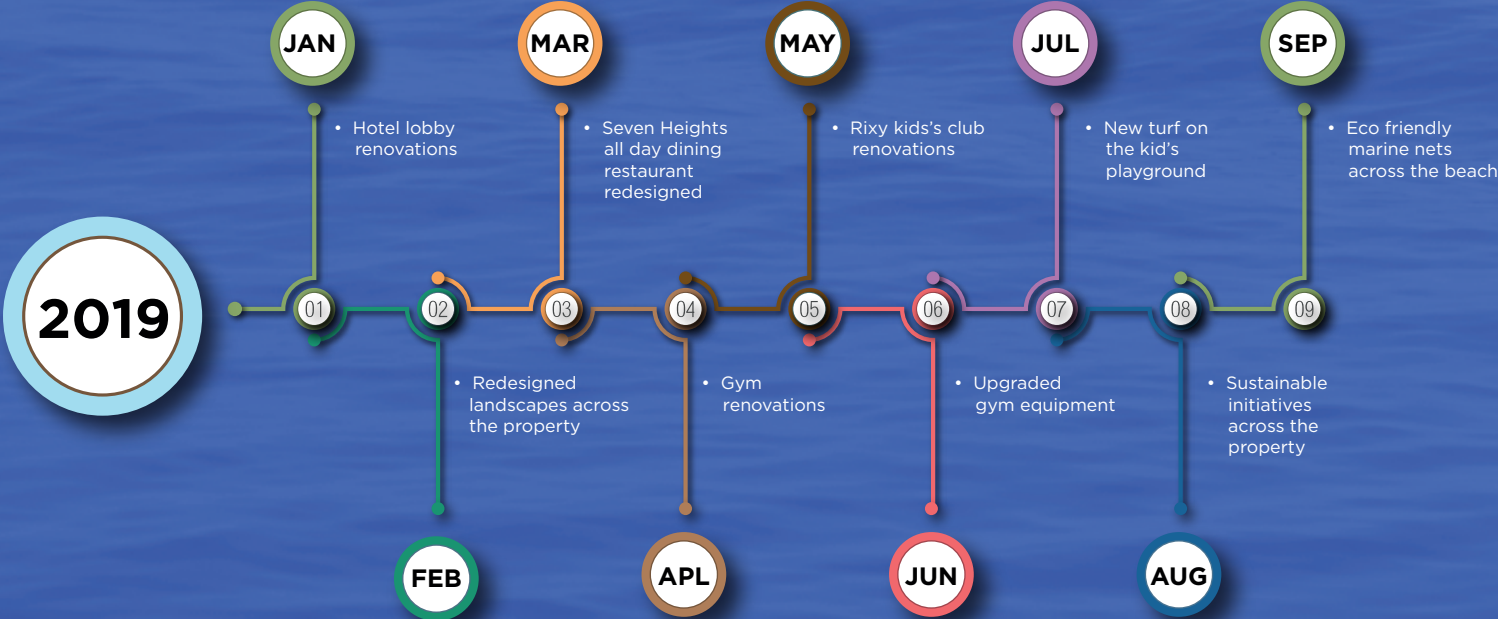 JAN
MAR
MAY
JUL
SEP
• Hotel lobby
renovations
• Seven Heights
all day dining
restaurant
redesigned
• Rixy kids's club
renovations
• New turf on
the kid's
playground
• Eco friendly
marine nets
across the beach
2019
01
02
03
04
05
06
07
08
09
• Redesigned
landscapes across
the property
• Gym
renovations
• Upgraded
gym equipment
• Sustainable
initiatives
across the
property
FEB
APL
JUN
AUG